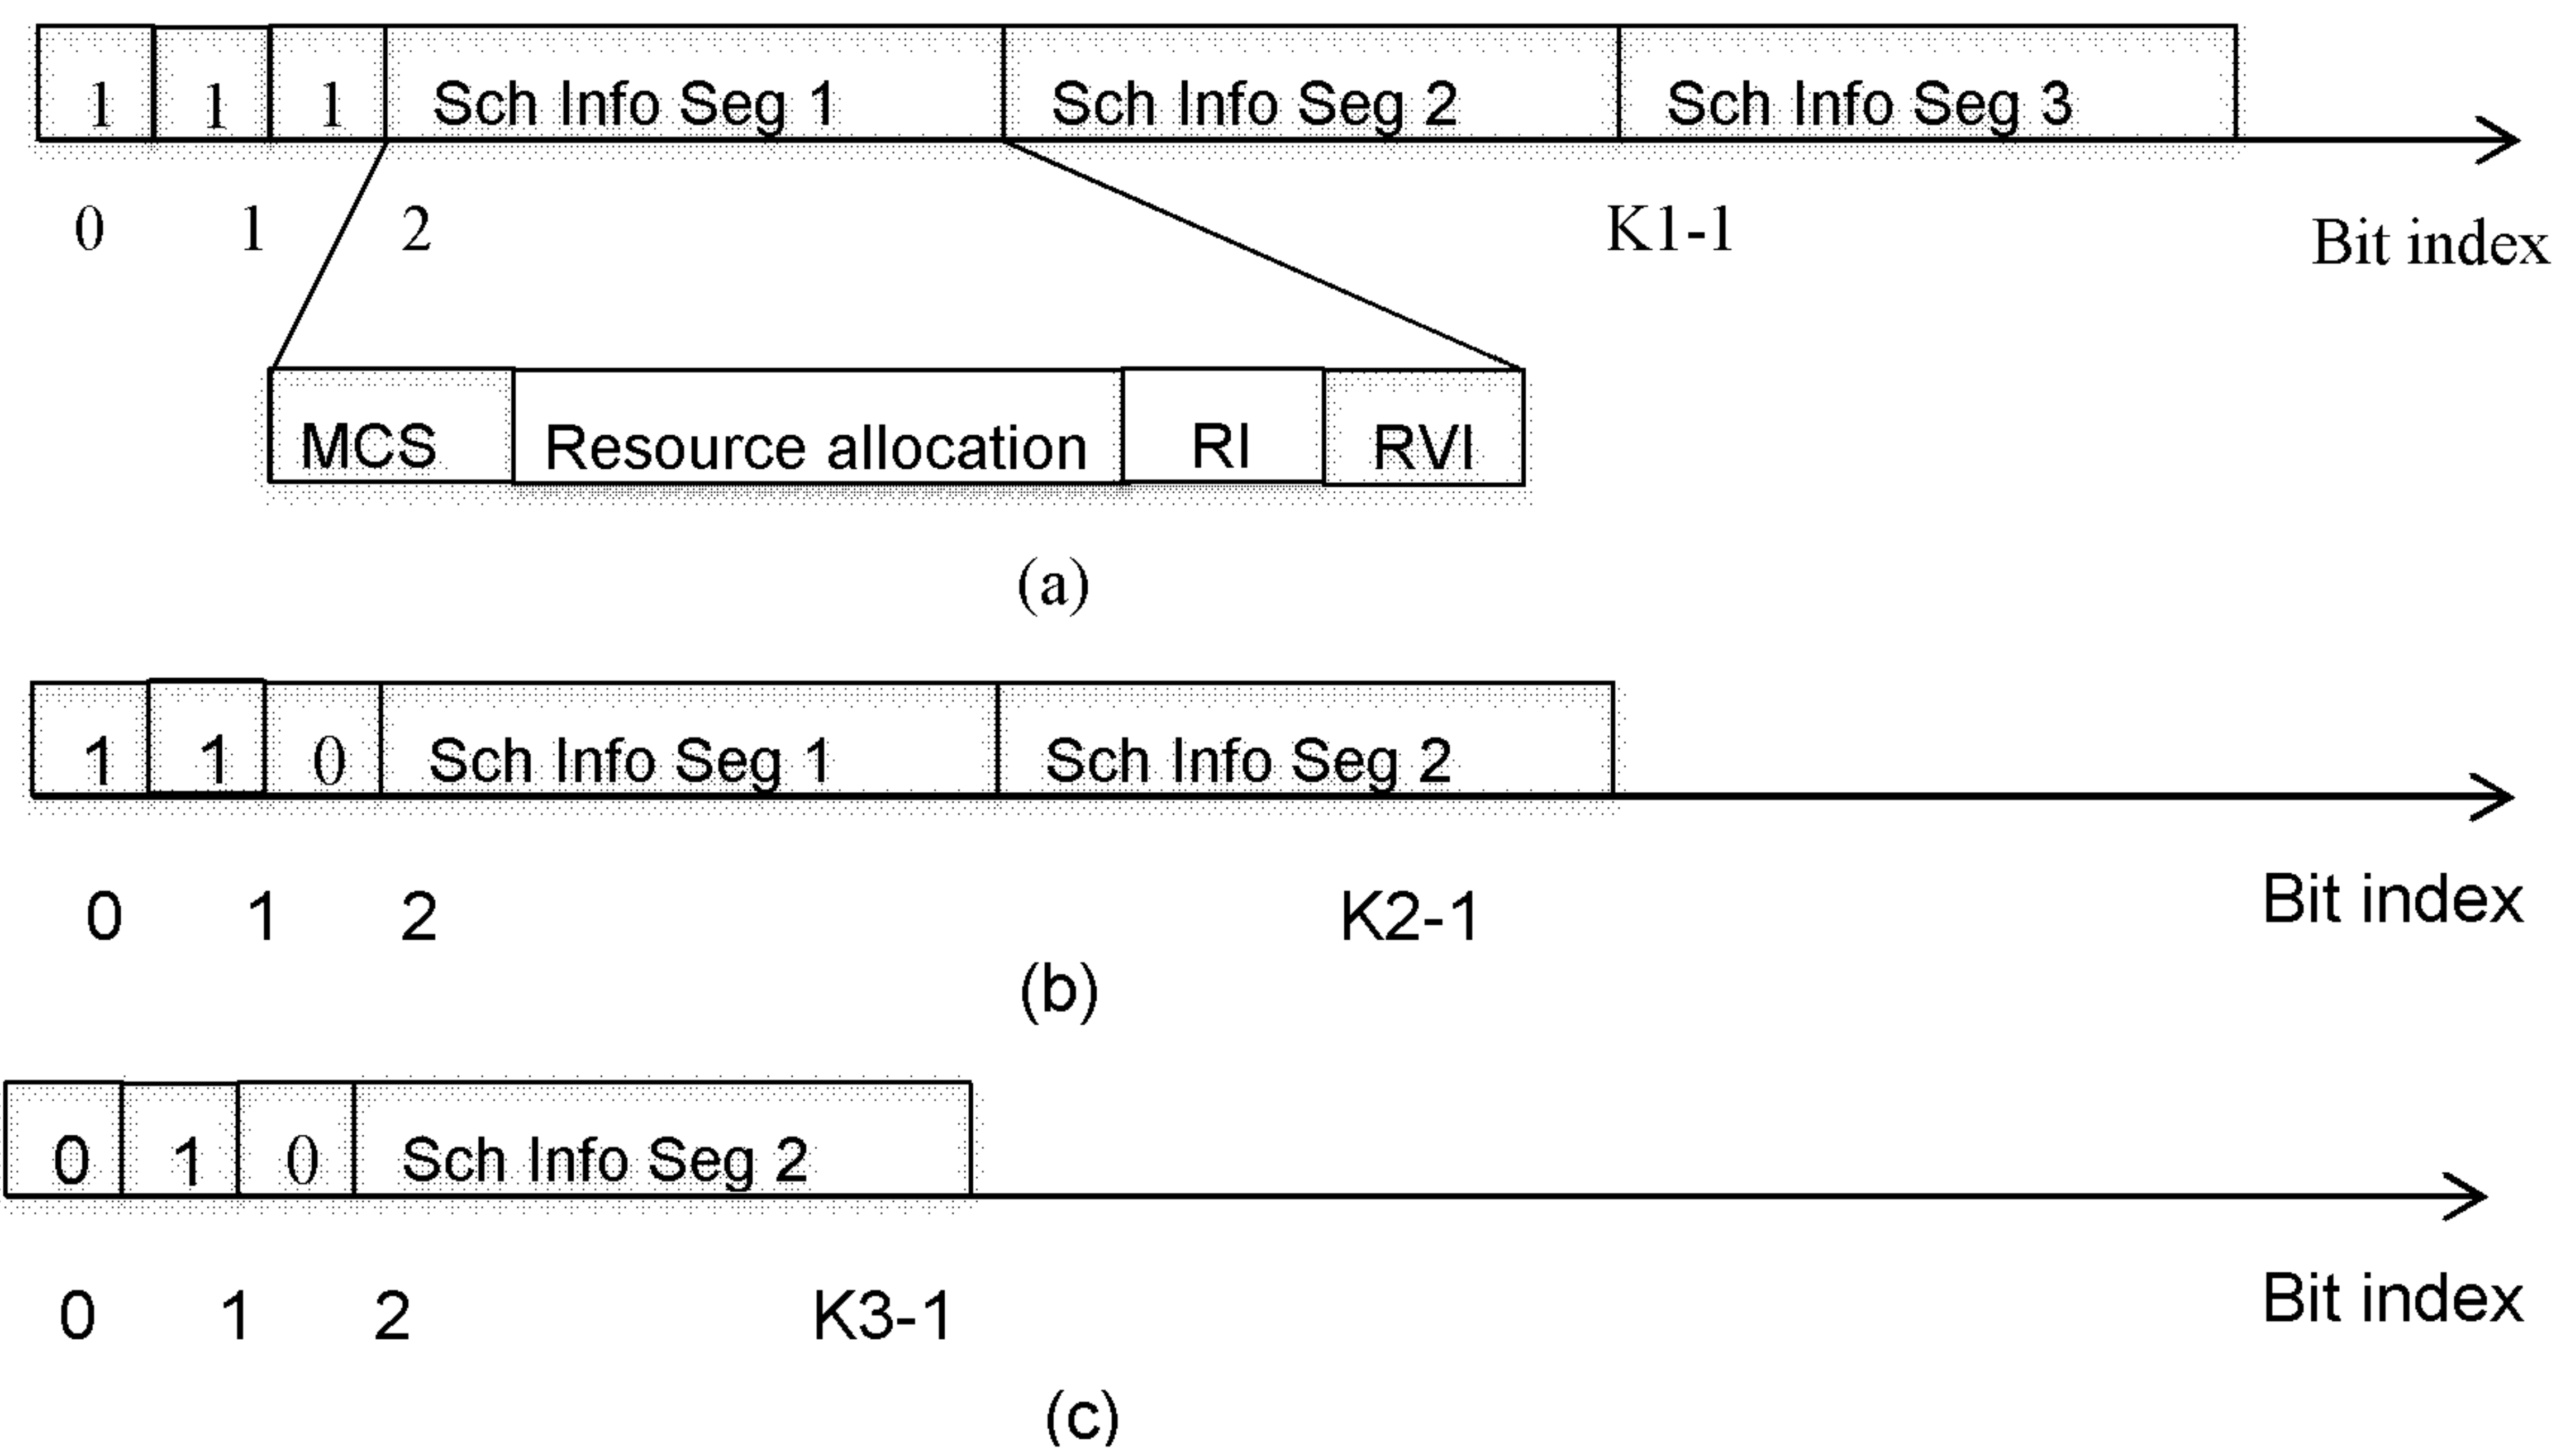 1 1 1 Sch Info Seg 1 Sch Info Seg 2 Sch Info Seg 3
0 1 2 K1-1 Bit index
MCS Resource allocation RI RVI
(a)
1 1 0 Sch Info Seg 1 Sch Info Seg 2
0 1 2 K2-1 Bit index
(b)
0 1 0 Sch Info Seg 2
0 1 2 K3-1 Bit index
(c)